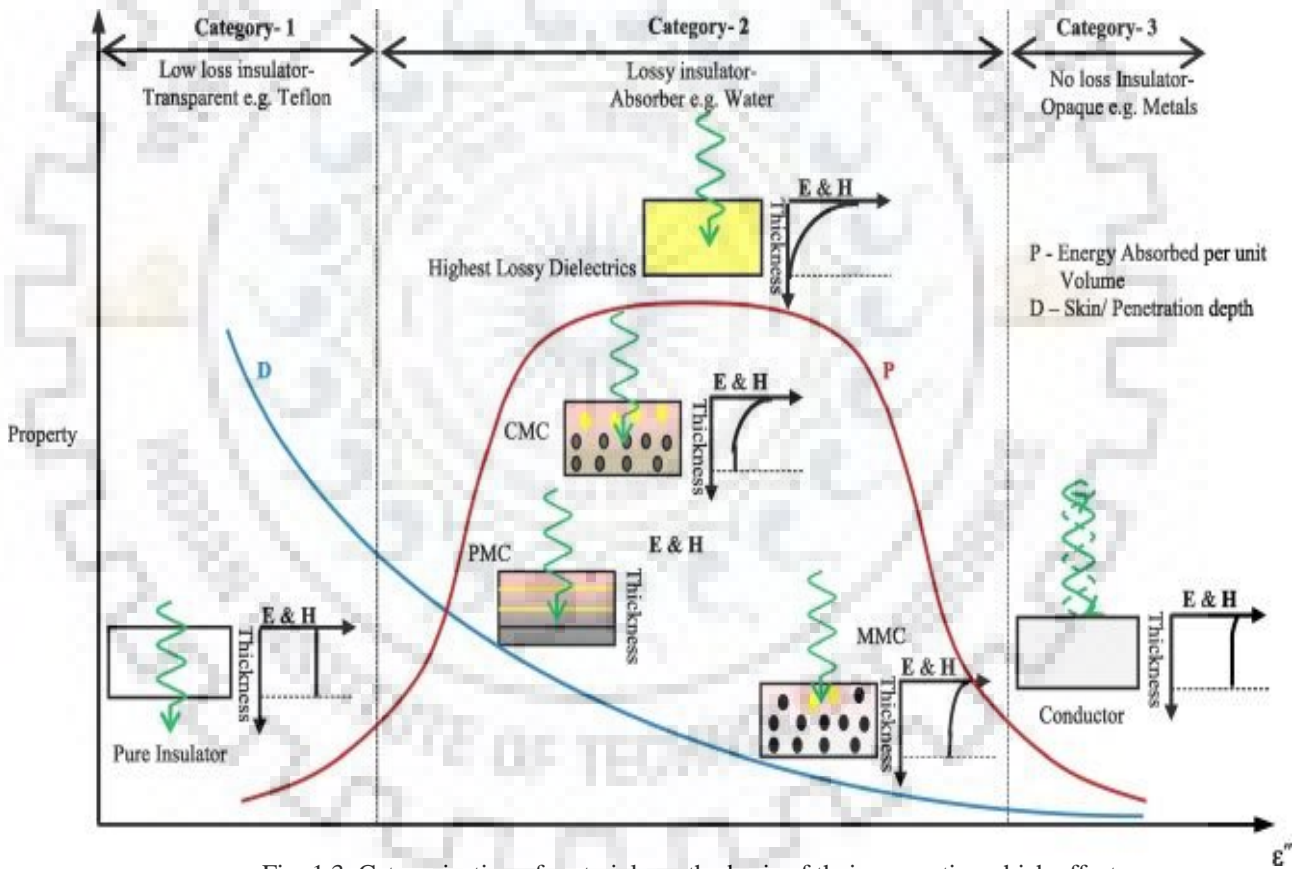 Category- 1
Low loss insulator-
Transparent e.g. Teflon
Category- 2
Lossy insulator-
Absorber e.g. Water
Category- 3
No loss Insulator-
Opaque e.g. Metals
E & H
Thickness
Highest Lossy Dielectrics
P - Energy Absorbed per unit
Volume
D – Skin/ Penetration depth
D
P
E & H
CMC
Thickness
Property
E & H
PMC
Thickness
MMC
E & H
Thickness
E & H
Thickness
Pure Insulator
E & H
Thickness
Conductor
ε"